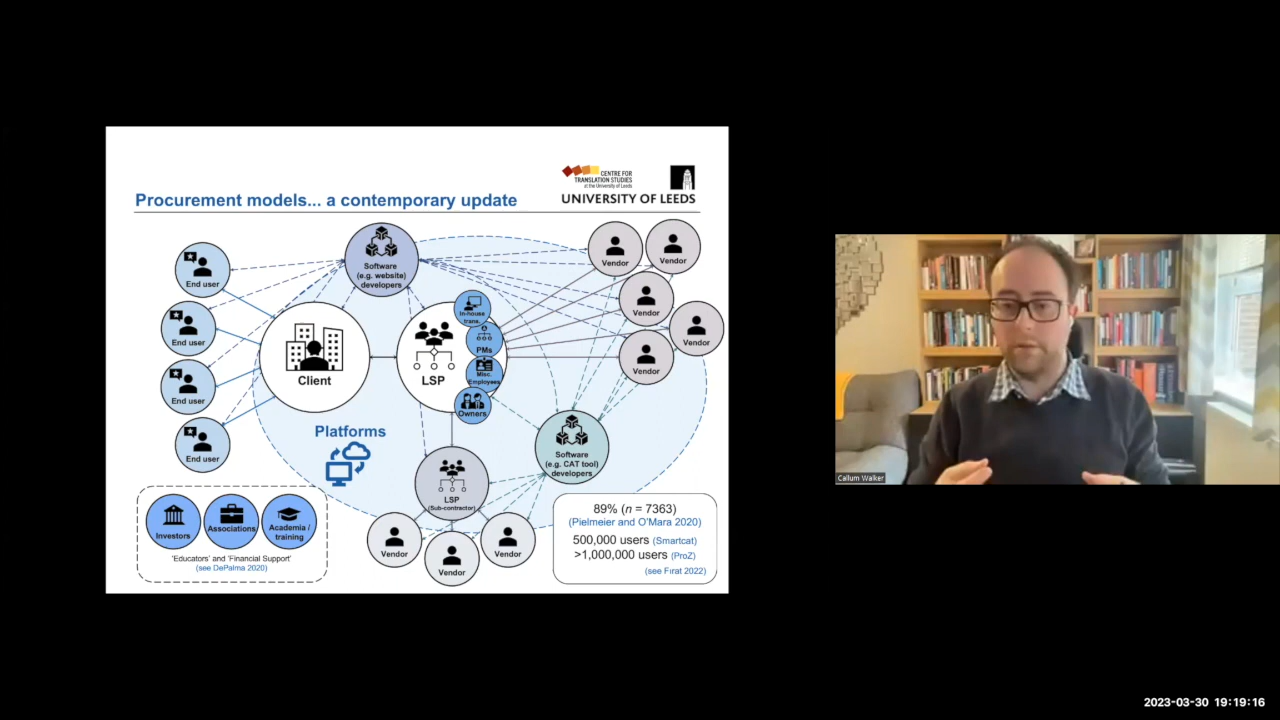 CENTRE FOR
TRANSLATION STUDIES
at the University of Leeds
UNIVERSITY OF LEEDS
Procurement models... a contemporary update
End user
End user
End user
End user
Software
(e.g. website)
developers
Client
LSP
In-house
trans.
PMs
Misc.
Employees
Owners
Vendor
Vendor
Vendor
Vendor
Vendor
Platforms
Software
(e.g. CAT tool)
developers
LSP
(Sub-contractor)
Vendor
Vendor
Vendor
Investors
Associations
Academia /
training
'Educators' and 'Financial Support'
(see DePalma 2020)
89% (n = 7363)
(Pielmeier and O'Mara 2020)
500,000 users (Smartcat)
>1,000,000 users (ProZ)
(see Fırat 2022)
Callum Walker
2023-03-30 19:19:16